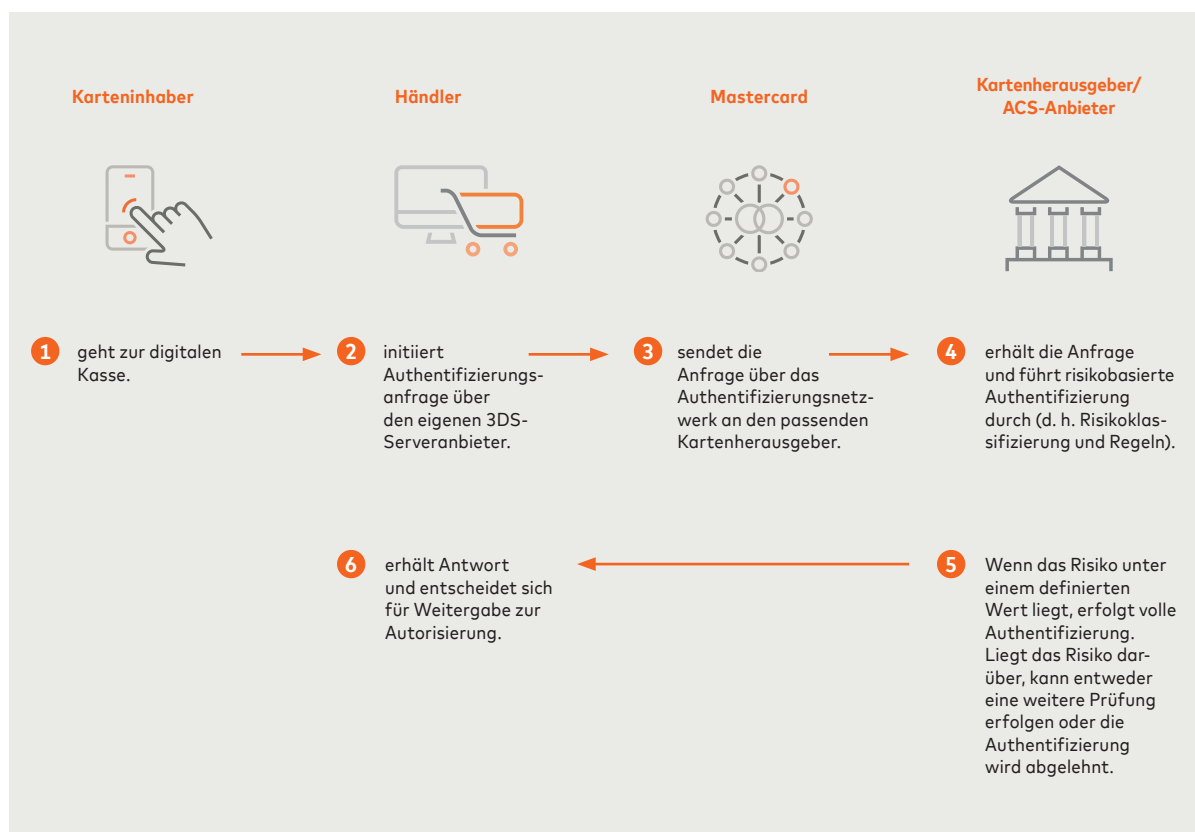 Karteninhaber
Händler
Mastercard
Kartenherausgeber/
ACS-Anbieter
1 geht zur digitalen
Kasse.
2 initiiert
Authentifizierungs-
anfrage über
den eigenen 3DS-
Serveranbieter.
3 sendet die
Anfrage über das
Authentifizierungsnetz-
werk an den passenden
Kartenherausgeber.
4 erhält die Anfrage
und führt risikobasierte
Authentifizierung
durch (d. h. Risikoklas-
sifizierung und Regeln).
5 Wenn das Risiko unter
einem definierten
Wert liegt, erfolgt volle
Authentifizierung.
Liegt das Risiko dar-
über, kann entweder
eine weitere Prüfung
erfolgen oder die
Authentifizierung
wird abgelehnt.
6 erhält Antwort
und entscheidet sich
für Weitergabe zur
Autorisierung.